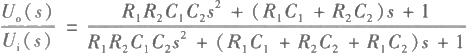 U_o(s)/U_i(s) = (R_1R_2C_1C_2s^2 + (R_1C_1 + R_2C_2)s + 1)/(R_1R_2C_1C_2s^2 + (R_1C_1 + R_2C_2 + R_1C_2)s + 1)